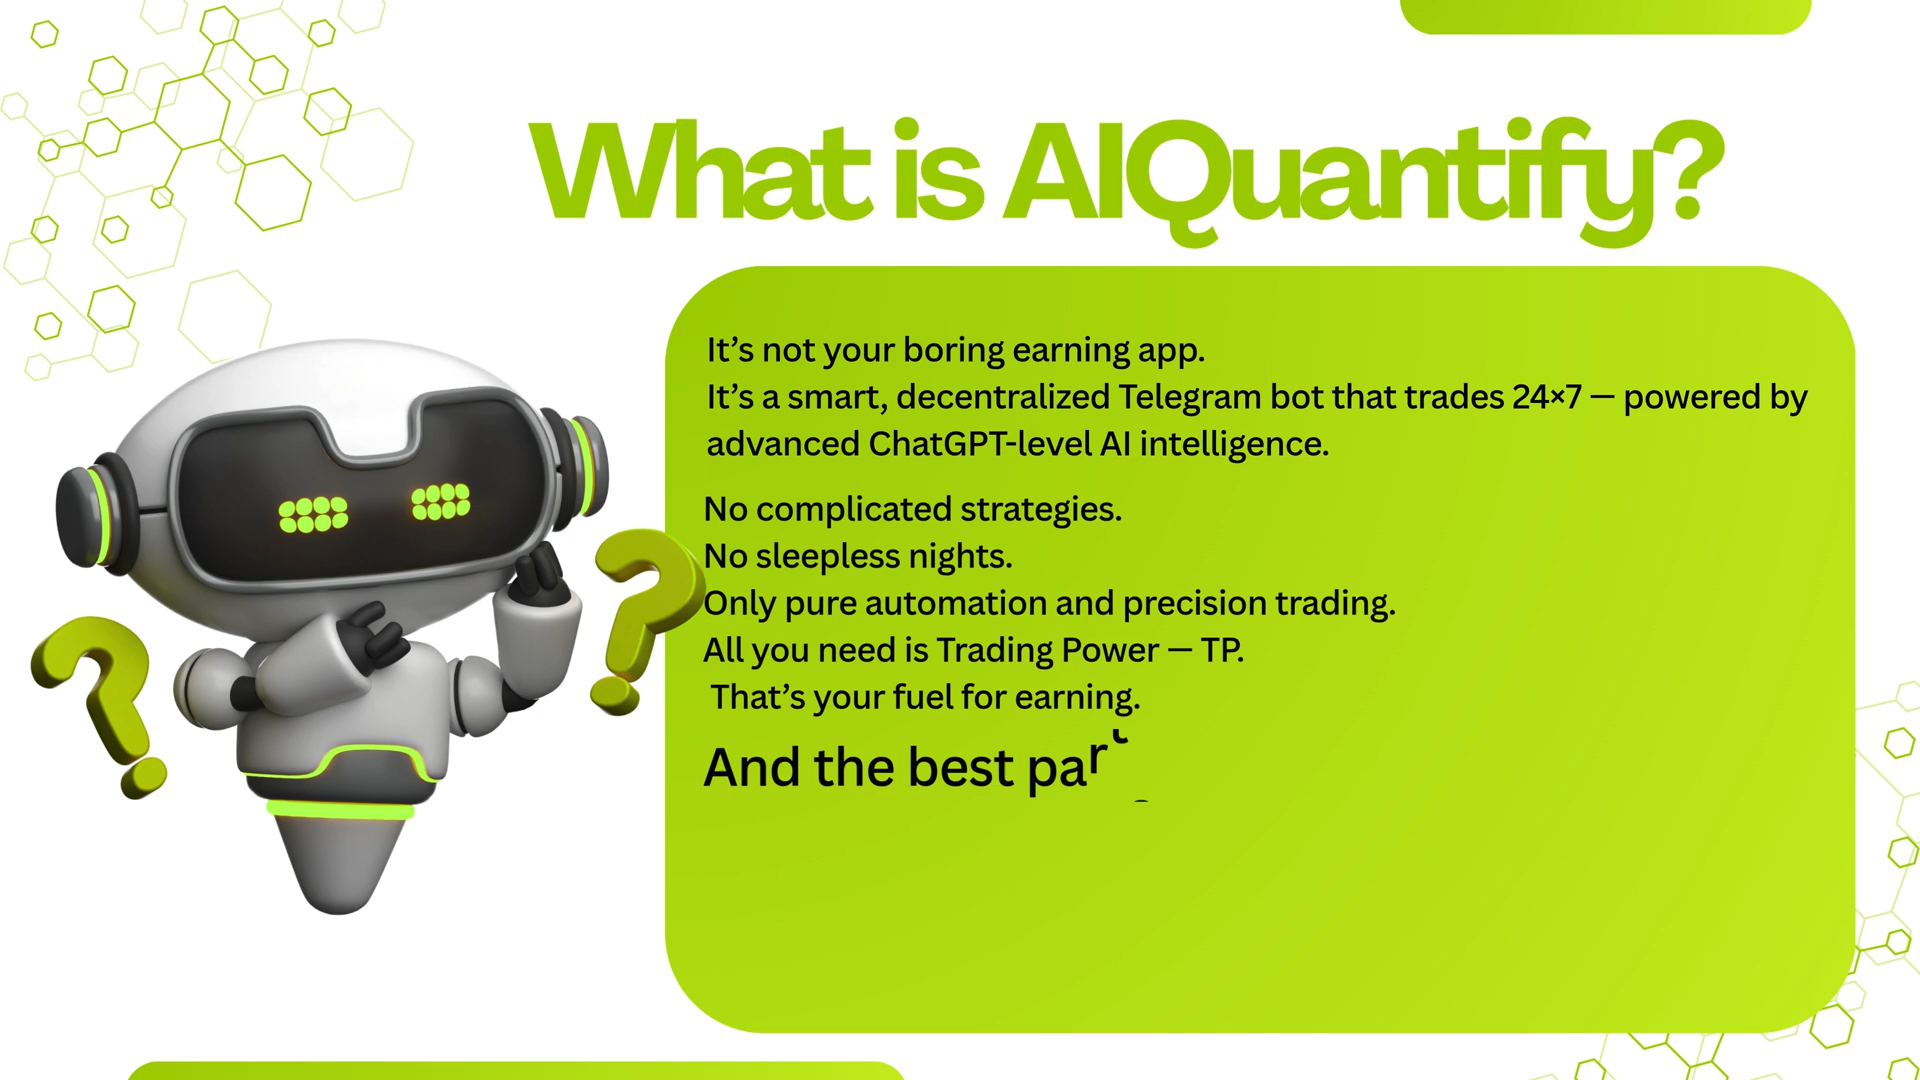 What is AIQuantify?
It’s not your boring earning app.
It’s a smart, decentralized Telegram bot that trades 24×7 — powered by
advanced ChatGPT-level AI intelligence.
No complicated strategies.
No sleepless nights.
Only pure automation and precision trading.
All you need is Trading Power — TP.
That’s your fuel for earning.
And the best part